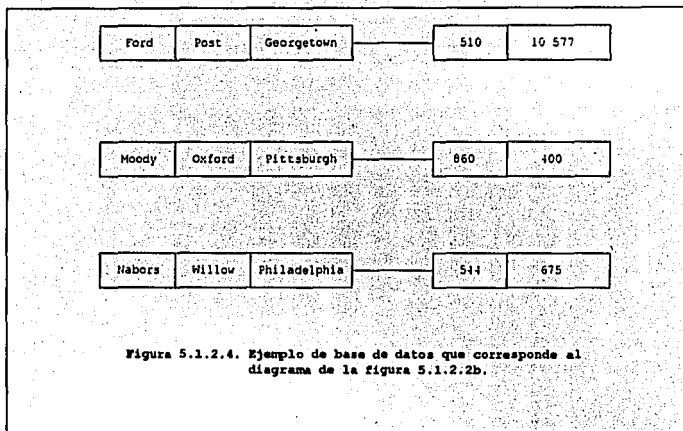 Ford Post Georgetown 510 10 577
Moody Oxford Pittsburgh 860 400
Nabors Willow Philadelphia 544 675
Figura 5.1.2.4. Ejemplo de base de datos que corresponde al
diagrama de la figura 5.1.2.2b.